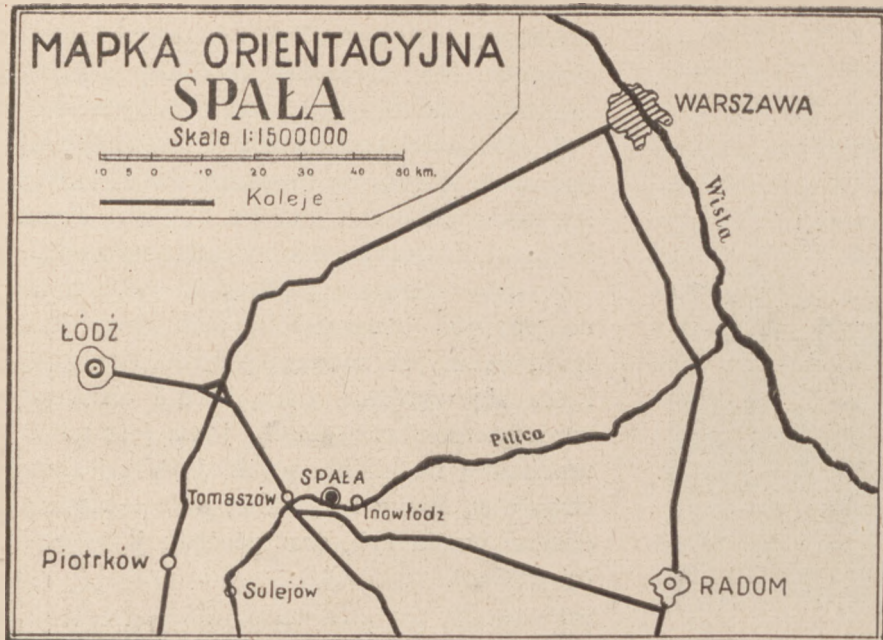 MAPKA ORIENTACYJNA
SPAŁA
Skala 1:1500000
10 5 0 10 20 30 40 50 km.
Koleje
WARSZAWA
Wisła
ŁÓDŹ
Pilica
SPAŁA
Tomaszów
Inowłódz
Piotrków
Sulejów
RADOM